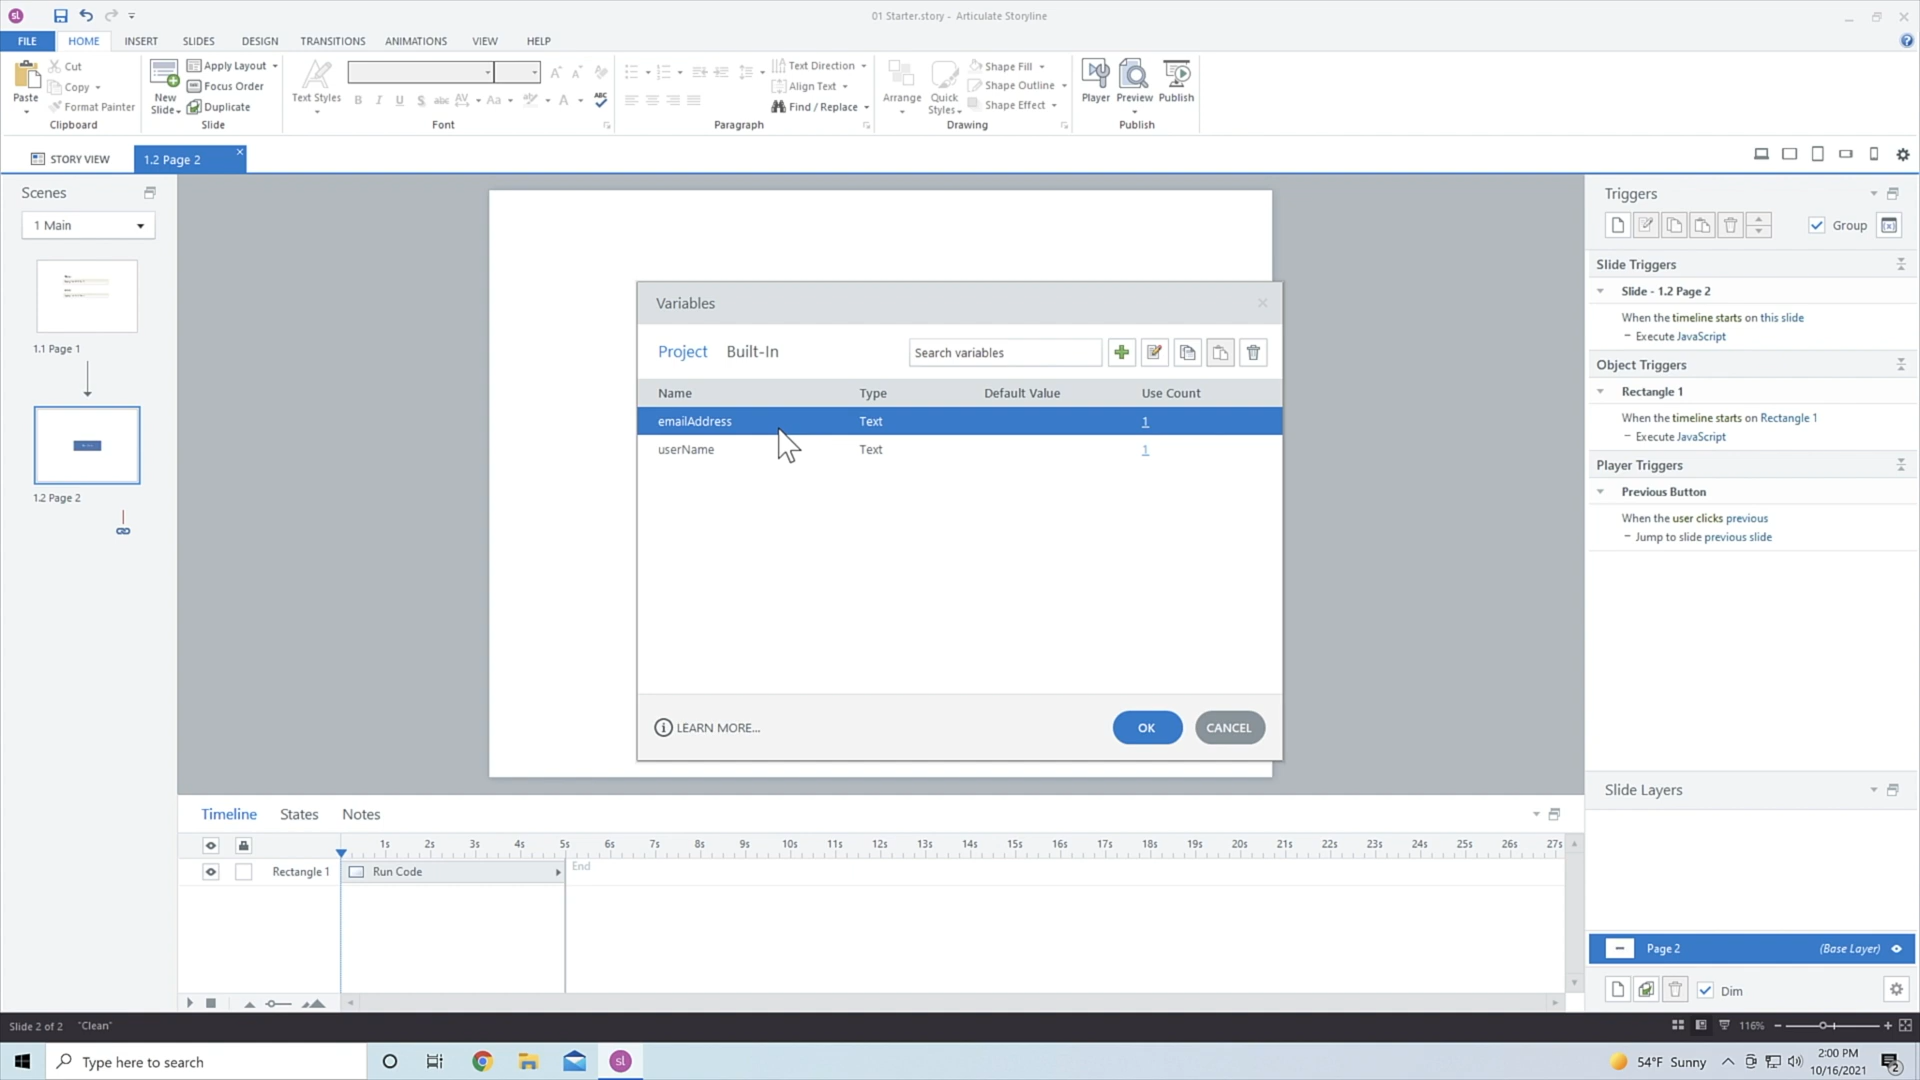 sl
01 Starter.story - Articulate Storyline
FILE
HOME
INSERT
SLIDES
DESIGN
TRANSITIONS
ANIMATIONS
VIEW
HELP
Paste
Cut
Copy
Format Painter
Clipboard
New Slide
Apply Layout
Focus Order
Duplicate
Slide
Text Styles
B I U S abc AV Aa A
ABC
Font
Text Direction
Align Text
Find / Replace
Paragraph
Arrange
Quick Styles
Shape Fill
Shape Outline
Shape Effect
Drawing
Player
Preview
Publish
Publish
STORY VIEW
1.2 Page 2
Scenes
1 Main
1.1 Page 1
1.2 Page 2
Variables
Project
Built-In
Search variables
Name Type Default Value Use Count
emailAddress Text 1
userName Text 1
LEARN MORE...
OK
CANCEL
Triggers
Group
Slide Triggers
Slide - 1.2 Page 2
When the timeline starts on this slide
– Execute JavaScript
Object Triggers
Rectangle 1
When the timeline starts on Rectangle 1
– Execute JavaScript
Player Triggers
Previous Button
When the user clicks previous
– Jump to slide previous slide
Slide Layers
Page 2 (Base Layer)
Dim
Timeline
States
Notes
1s 2s 3s 4s 5s 6s 7s 8s 9s 10s 11s 12s 13s 14s 15s 16s 17s 18s 19s 20s 21s 22s 23s 24s 25s 26s 27s
Rectangle 1
Run Code
End
Slide 2 of 2 "Clean"
116%
Type here to search
sl
54°F Sunny
2:00 PM
10/16/2021
2